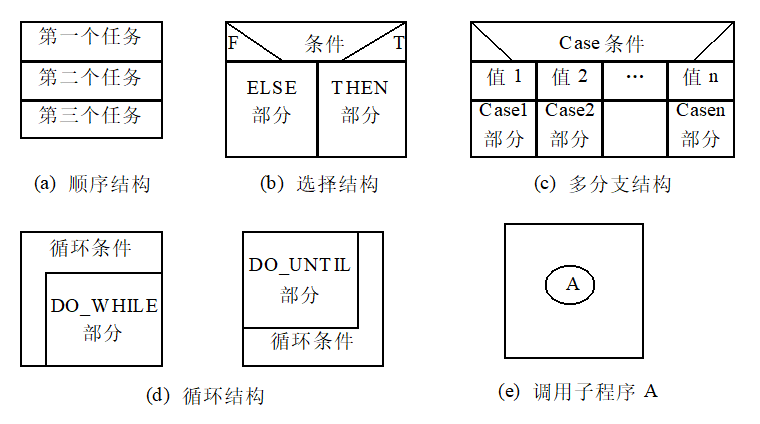 第一个任务
第二个任务
第三个任务
(a) 顺序结构
F 条件 T
ELSE
部分
THEN
部分
(b) 选择结构
Case 条件
值 1 值 2 … 值 n
Case1
部分
Case2
部分
Casen
部分
(c) 多分支结构
循环条件
DO_WHILE
部分
DO_UNTIL
部分
循环条件
(d) 循环结构
A
(e) 调用子程序 A